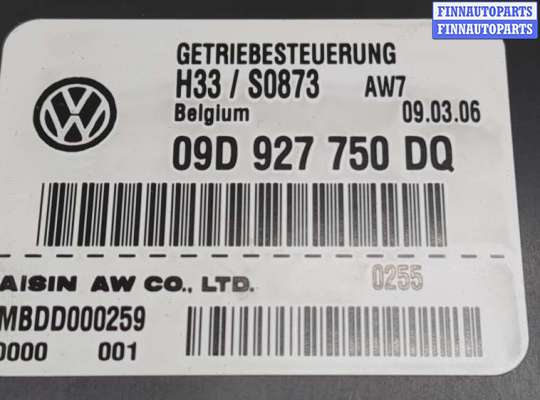 FINNAUTOPARTS
FINNAUTOPARTS
GETRIEBESTEUERUNG
H33 / S0873 AW7
Belgium 09.03.06
09D 927 750 DQ
AISIN AW CO., LTD. 0255
MBDD000259
0000 001